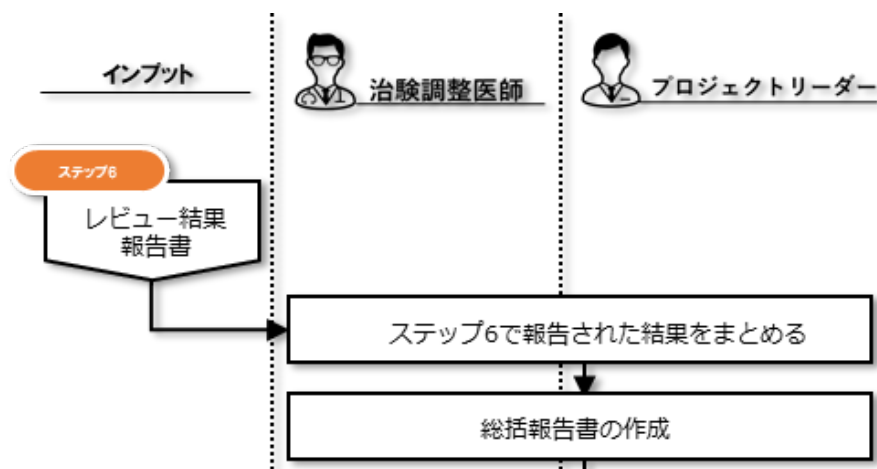 インプット
治験調整医師
プロジェクトリーダー
ステップ6
レビュー結果
報告書
ステップ6で報告された結果をまとめる
総括報告書の作成